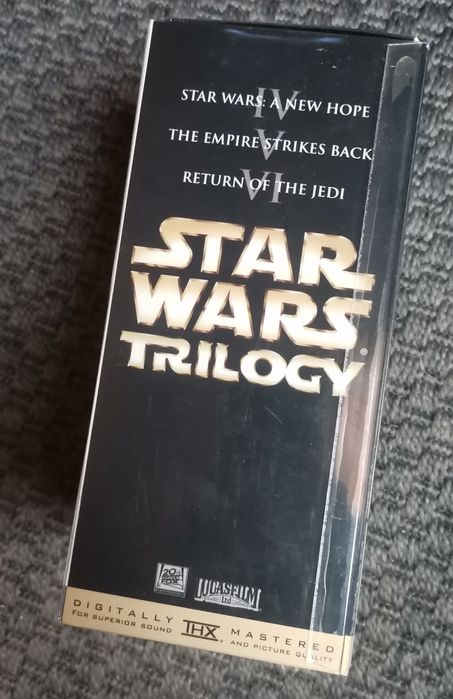 IV
STAR WARS: A NEW HOPE
V
THE EMPIRE STRIKES BACK
VI
RETURN OF THE JEDI
STAR
WARS
TRILOGY®
20th CENTURY FOX
LUCASFILM
Ltd
DIGITALLY THX MASTERED
FOR SUPERIOR SOUND AND PICTURE QUALITY